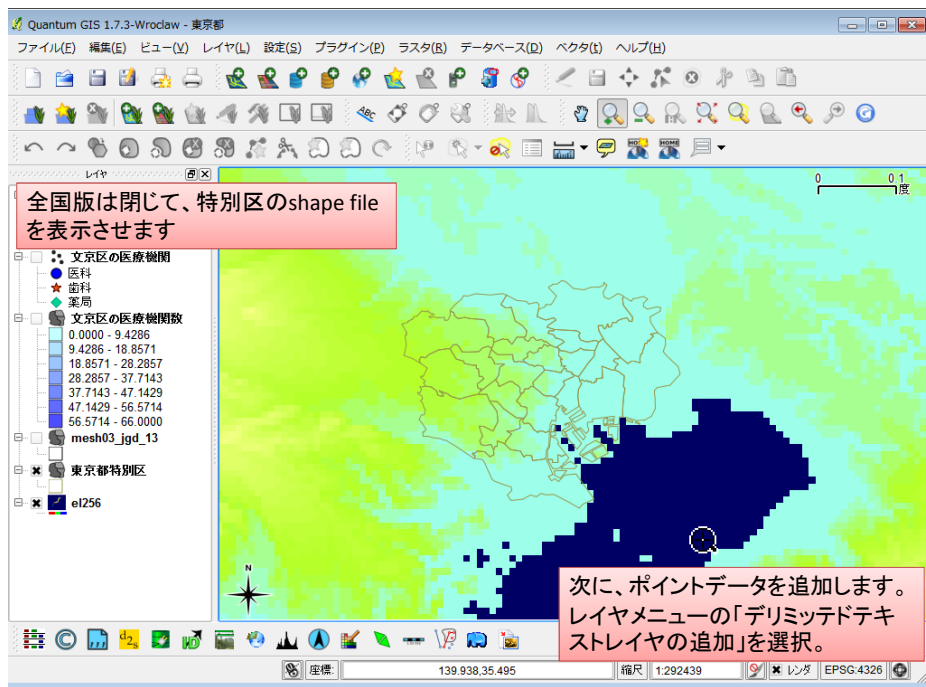 Quantum GIS 1.7.3-Wroclaw - 東京都
ファイル(F) 編集(E) ビュー(V) レイヤ(L) 設定(S) プラグイン(P) ラスタ(R) データベース(D) ベクタ(t) ヘルプ(H)
ABC
HOME
レイヤ
全国版は閉じて、特別区のshape file
を表示させます
0 0.1
度
文京区の医療機関
医科
歯科
薬局
文京区の医療機関数
0.0000 - 9.4286
9.4286 - 18.8571
18.8571 - 28.2857
28.2857 - 37.7143
37.7143 - 47.1429
47.1429 - 56.5714
56.5714 - 66.0000
mesh03_jgd_13
東京都特別区
el256
N
次に、ポイントデータを追加します。
レイヤメニューの「デリミッテドテキ
ストレイヤの追加」を選択。
座標: 139.938,35.495 縮尺 1:292439 レンダ EPSG:4326